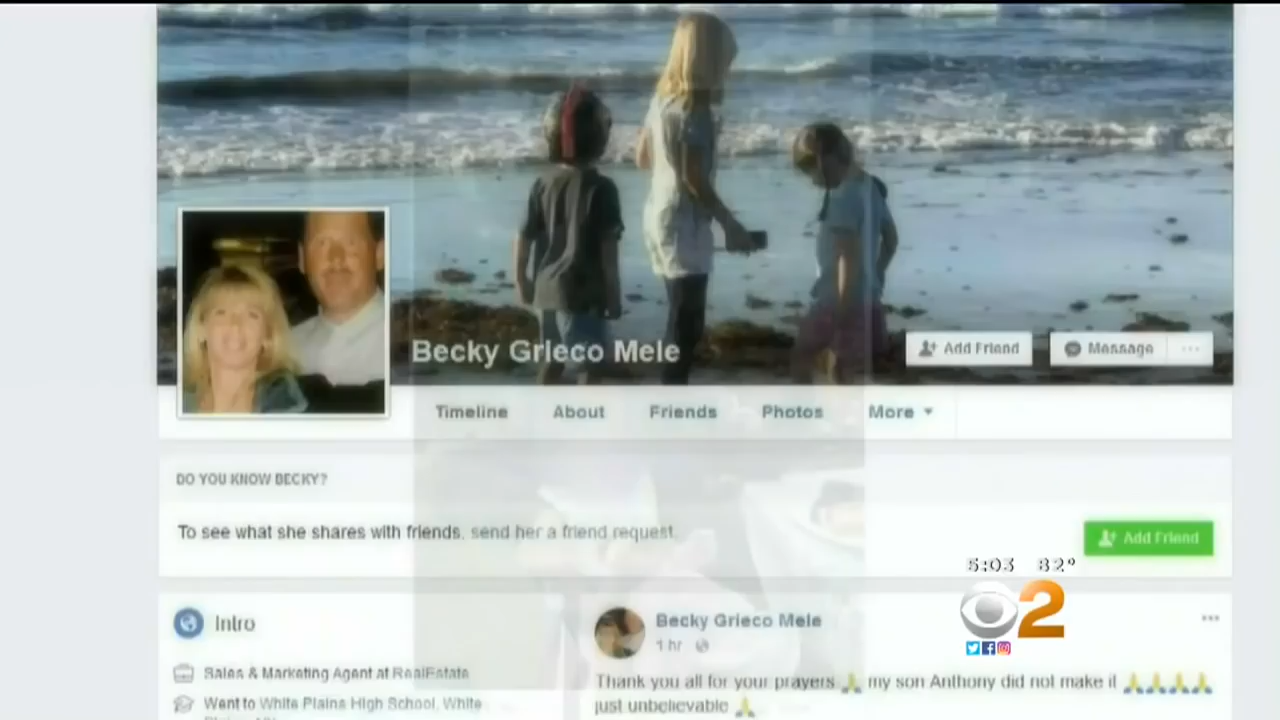 Becky Grieco Mele
Add Friend
Message
Timeline About Friends Photos More
DO YOU KNOW BECKY?
To see what she shares with friends, send her a friend request.
Add Friend
5:03 82°
2
Intro
Becky Grieco Mele
1 hr
Sales & Marketing Agent at RealEstate
Went to White Plains High School, White
Thank you all for your prayers 🙏 my son Anthony did not make it 🙏🙏🙏🙏
just unbelievable 🙏